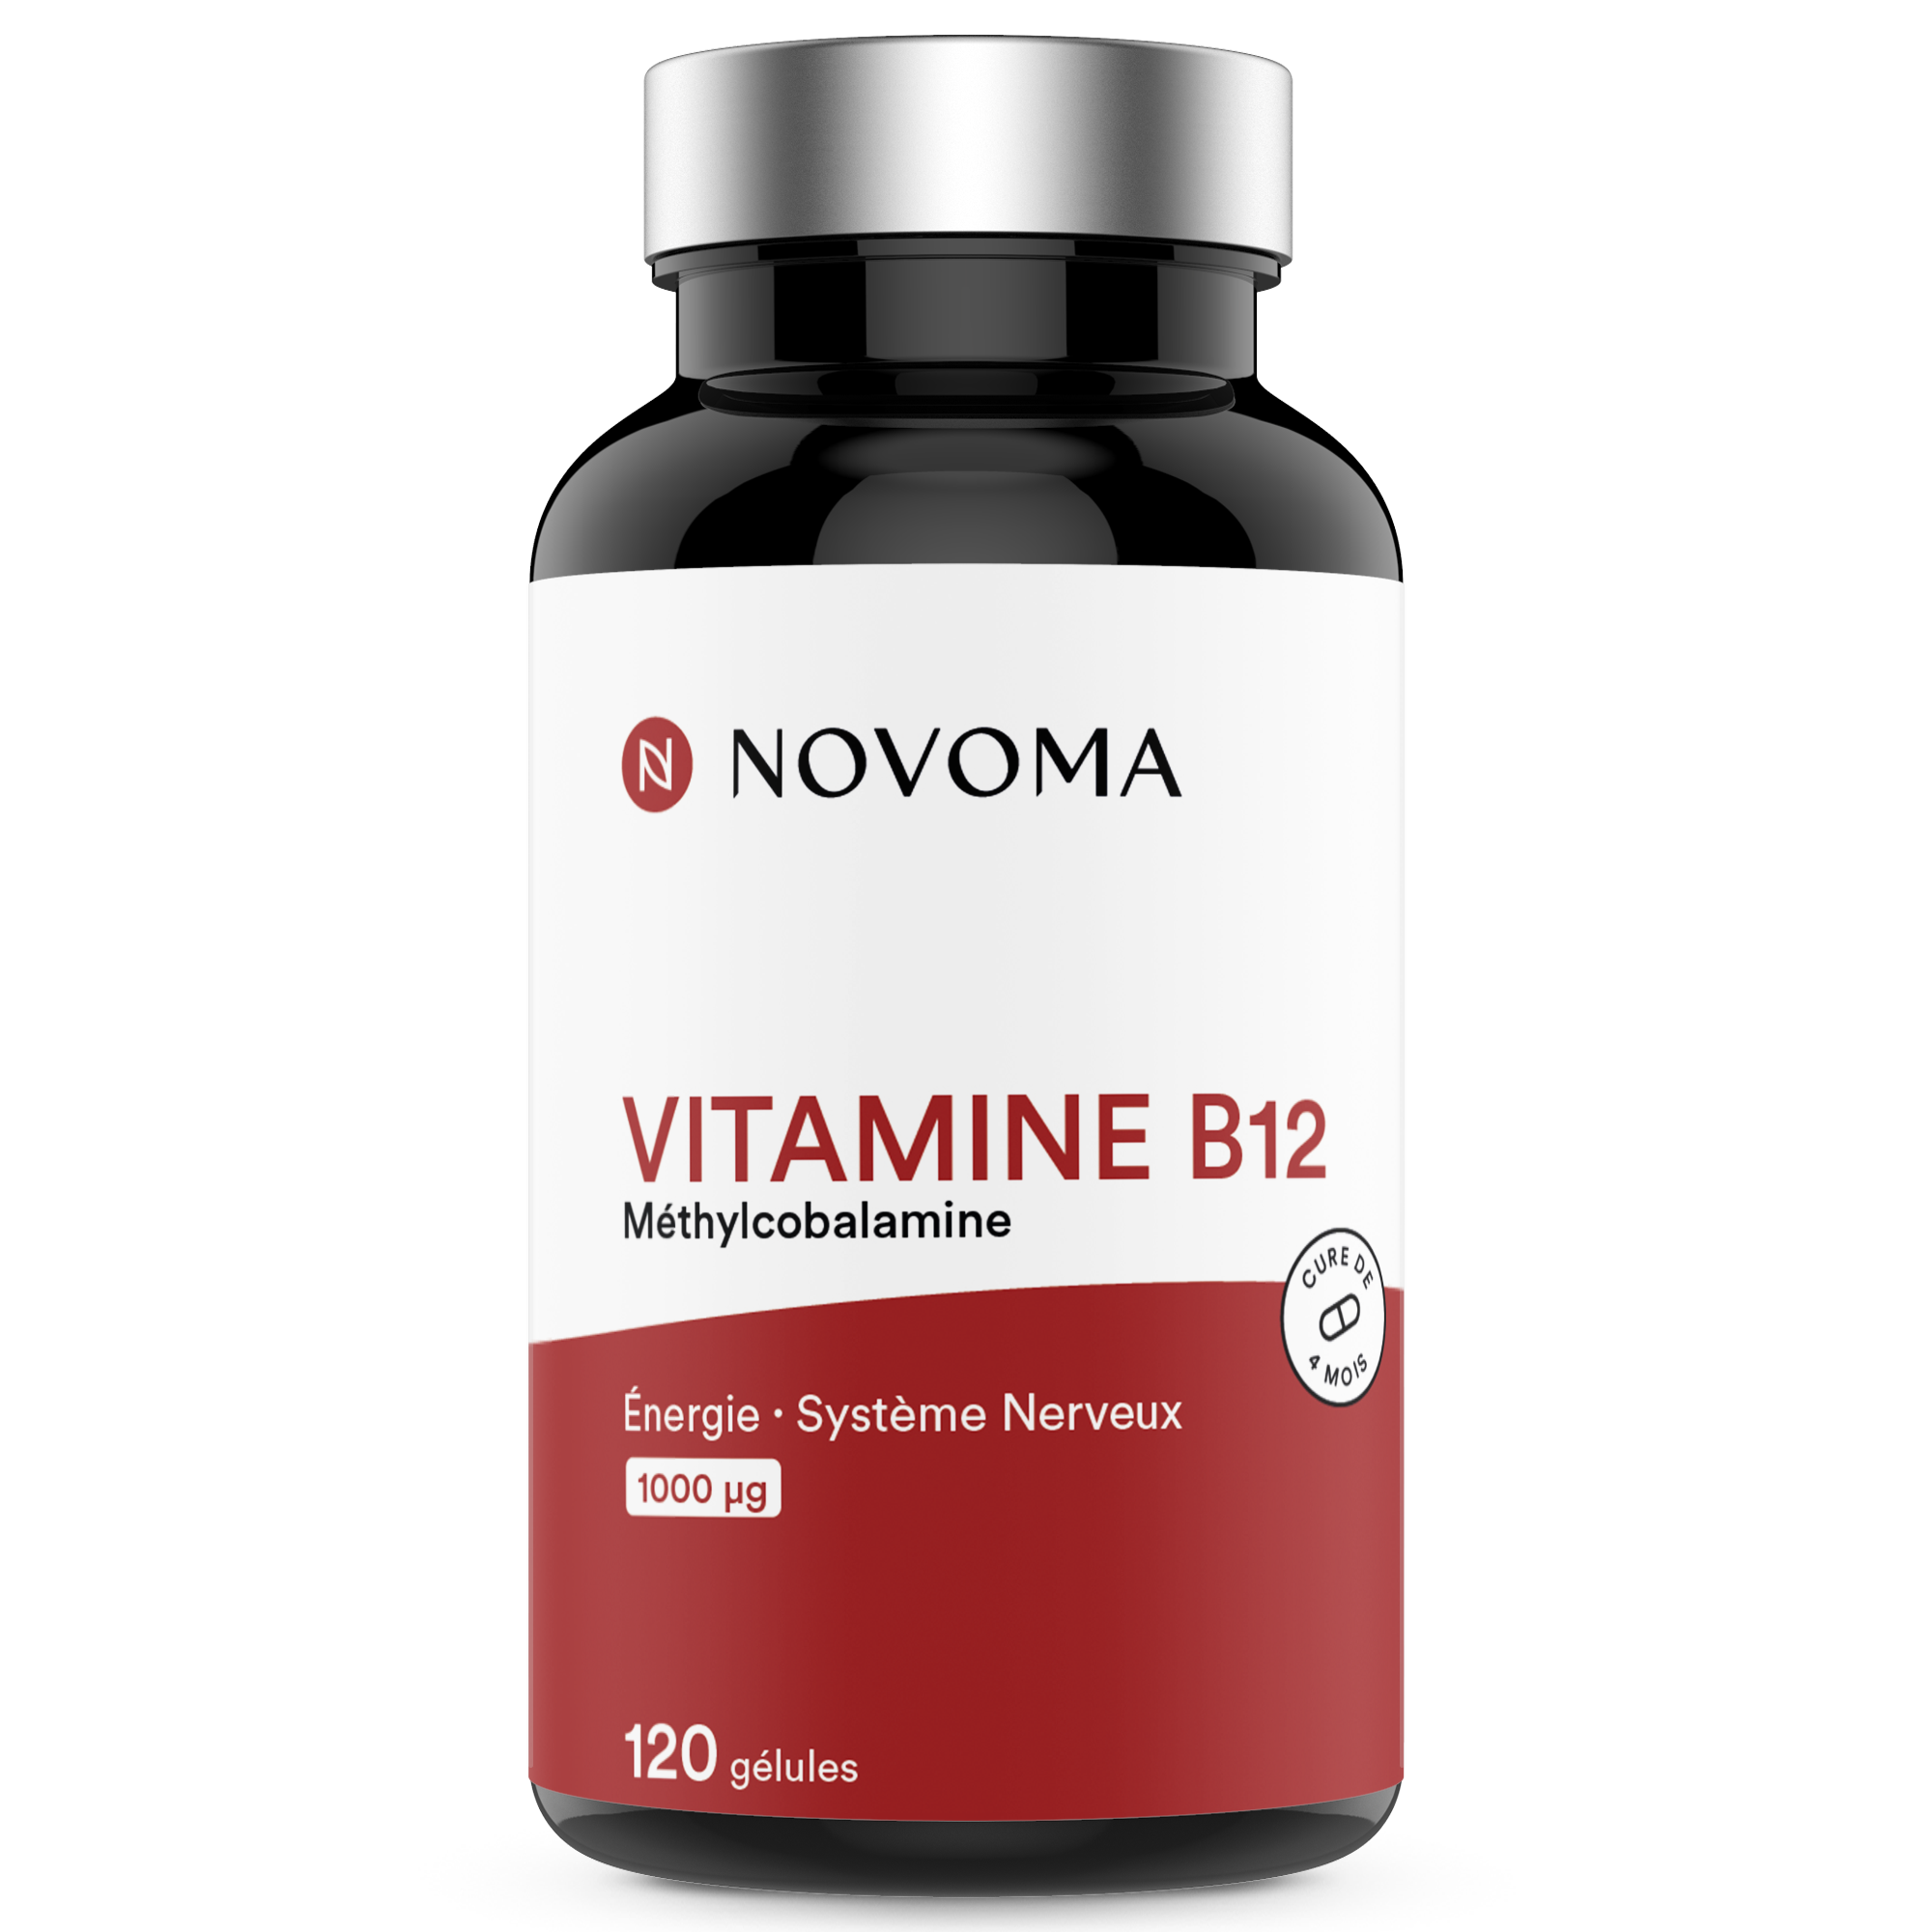 N NOVOMA
VITAMINE B12
Méthylcobalamine
CURE DE
4 MOIS
Énergie • Système Nerveux
1000 µg
120 gélules